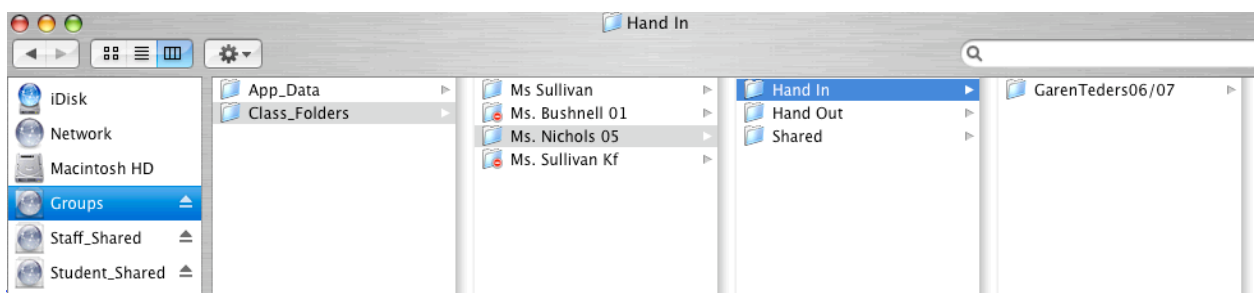 Hand In
iDisk
Network
Macintosh HD
Groups
Staff_Shared
Student_Shared
App_Data
Class_Folders
Ms Sullivan
Ms. Bushnell 01
Ms. Nichols 05
Ms. Sullivan Kf
Hand In
Hand Out
Shared
GarenTeders06/07